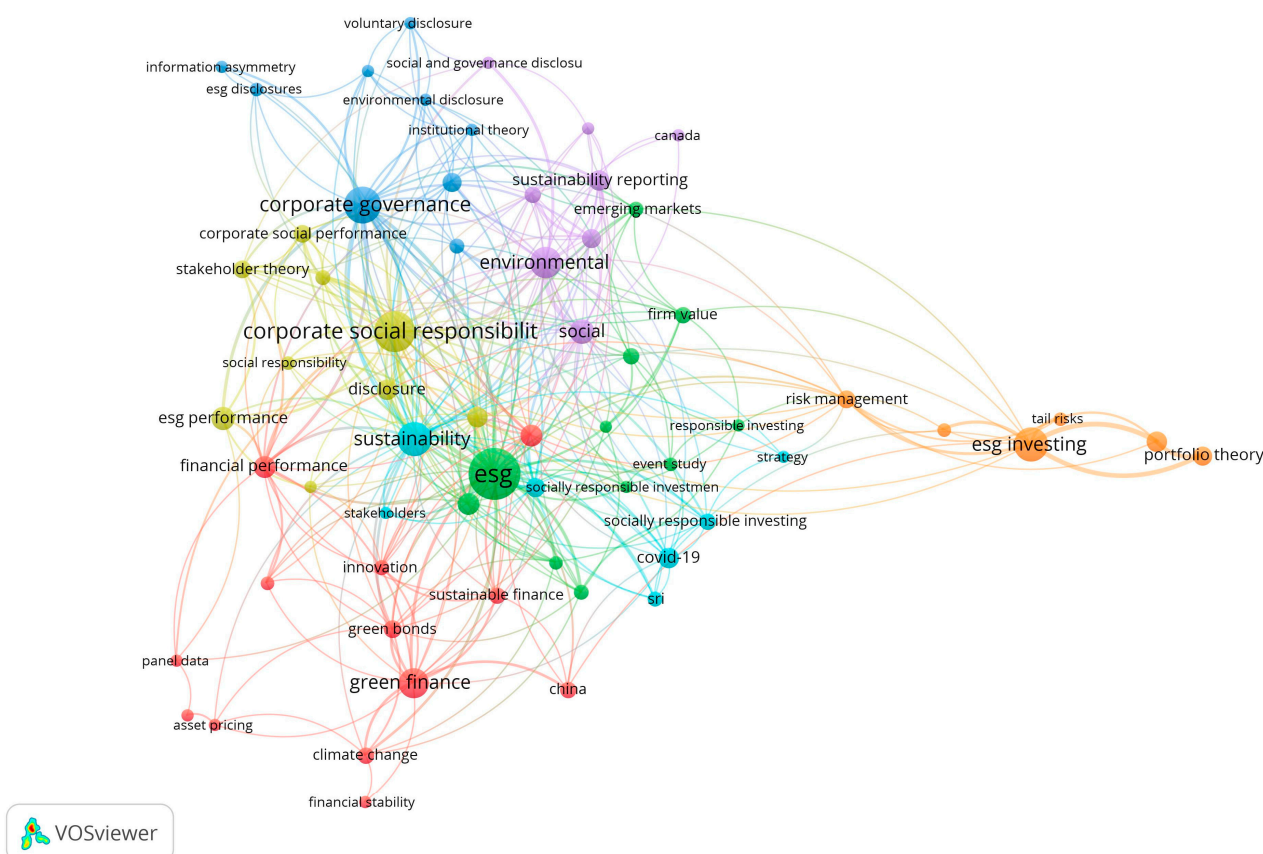 voluntary disclosure
information asymmetry
social and governance disclosu
esg disclosures
environmental disclosure
institutional theory
canada
sustainability reporting
corporate governance
emerging markets
corporate social performance
environmental
stakeholder theory
firm value
corporate social responsibilit
social
social responsibility
disclosure
risk management
esg performance
tail risks
responsible investing
sustainability
esg investing
portfolio theory
strategy
financial performance
event study
esg
socially responsible investmen
stakeholders
socially responsible investing
covid-19
innovation
sustainable finance
sri
green bonds
panel data
green finance
china
asset pricing
climate change
financial stability
VOSviewer